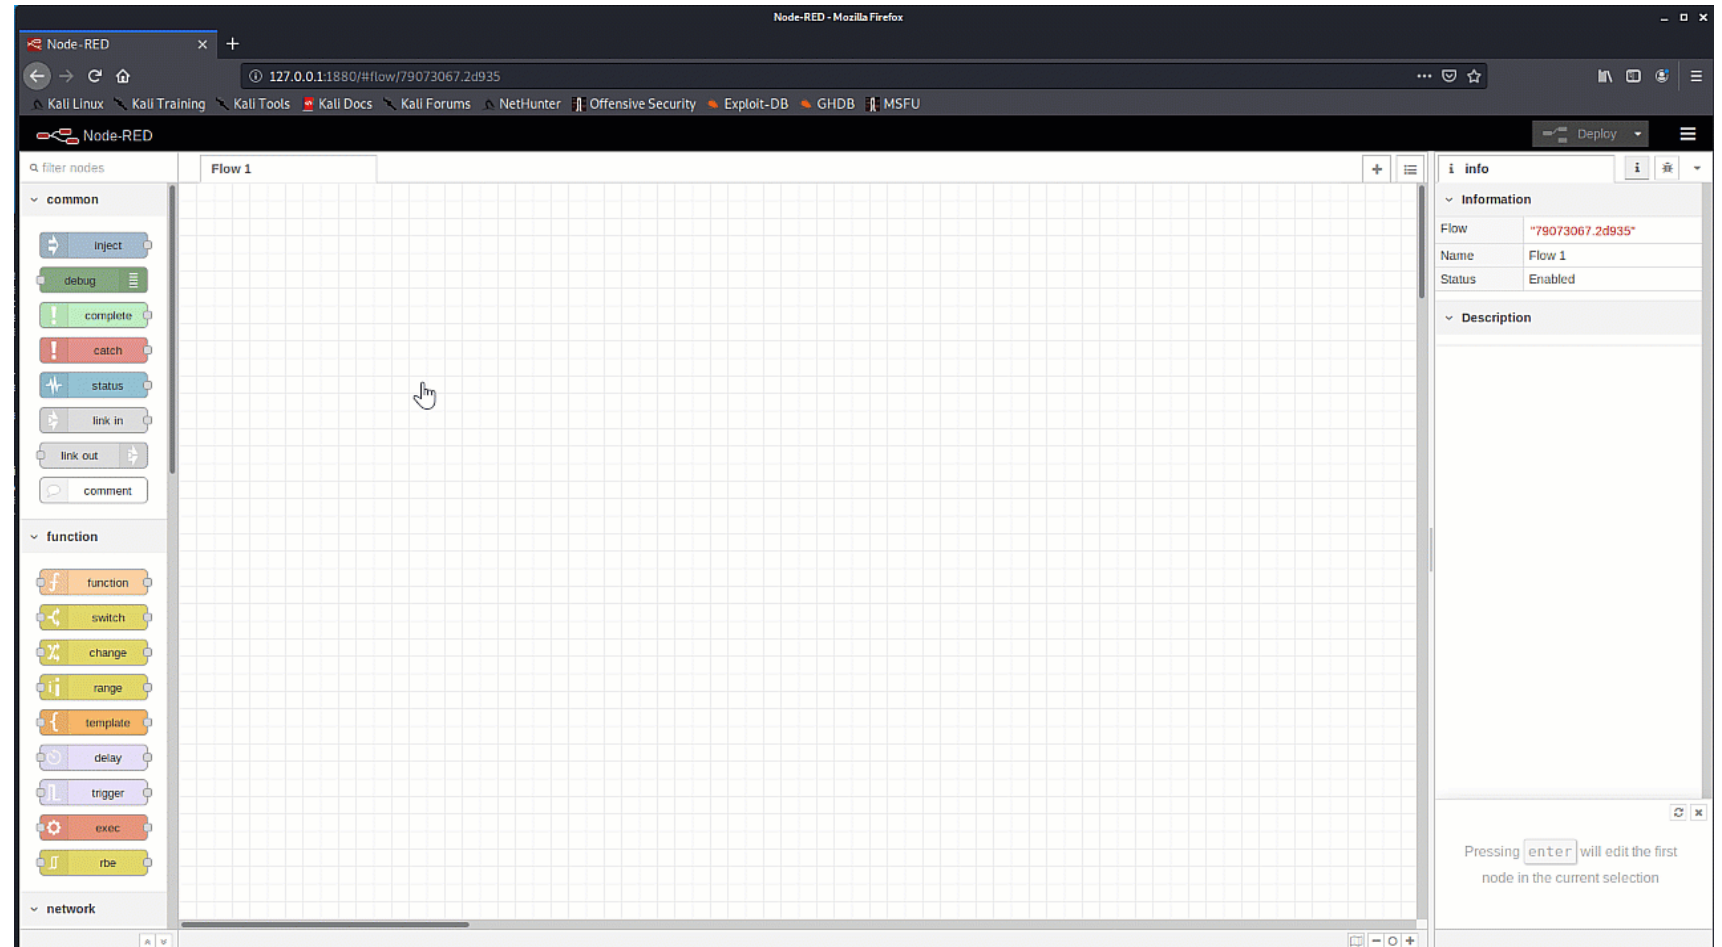 Node-RED - Mozilla Firefox
Node-RED
127.0.0.1:1880/#flow/79073067.2d935
Kali Linux Kali Training Kali Tools Kali Docs Kali Forums NetHunter Offensive Security Exploit-DB GHDB MSFU
Node-RED Deploy
filter nodes
Flow 1
info
common
inject
debug
complete
catch
status
link in
link out
comment
function
function
switch
change
range
template
delay
trigger
exec
rbe
network
Information
Flow "79073067.2d935"
Name Flow 1
Status Enabled
Description
Pressing enter will edit the first
node in the current selection